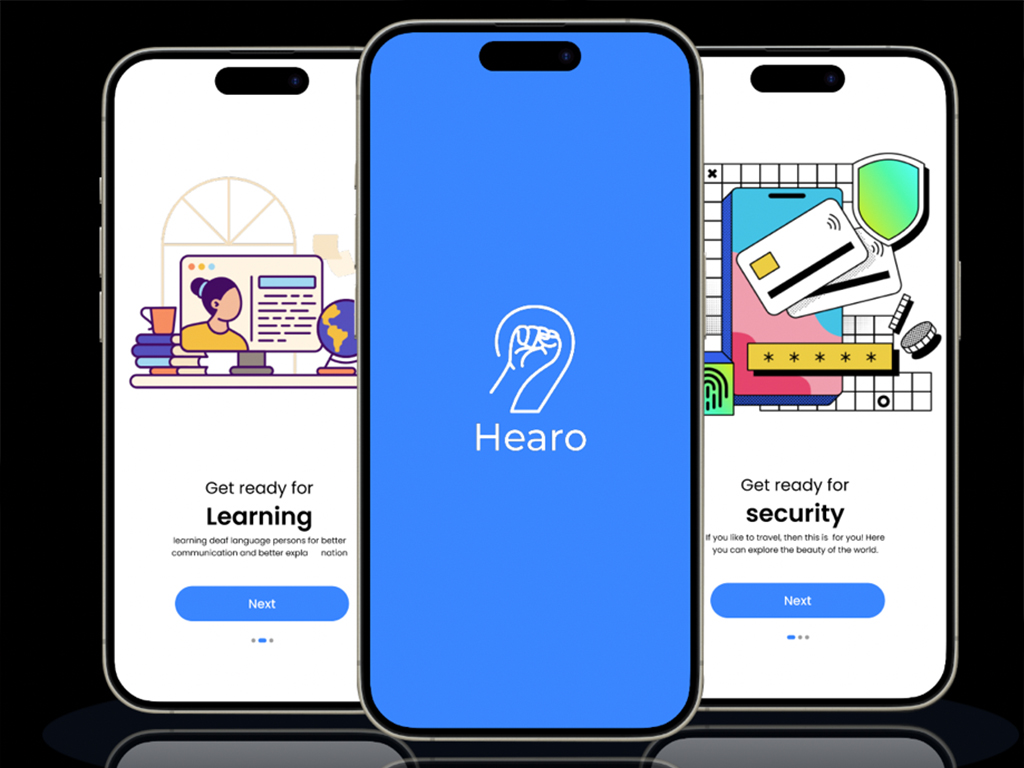 Get ready for
Learning
learning deaf language persons for better
communication and better expla nation
Next
Hearo
Get ready for
security
If you like to travel, then this is for you! Here
you can explore the beauty of the world.
Next
* * * * *